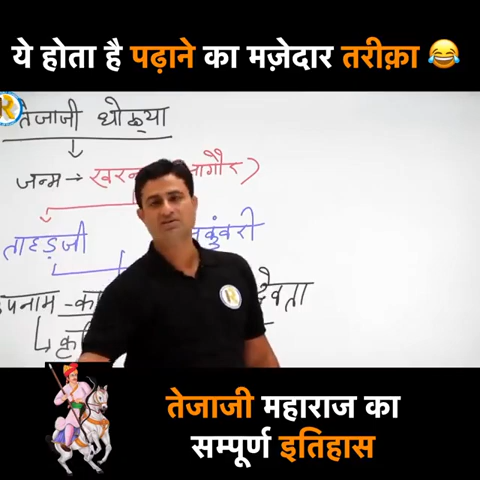 ये होता है पढ़ाने का मज़ेदार तरीक़ा 😂
तेजाजी धोळ्या
जन्म → खरन नागौर)
ताहड़जी कुंवरी
उपनाम - का देवता
↳ कृ
तेजाजी महाराज का
सम्पूर्ण इतिहास